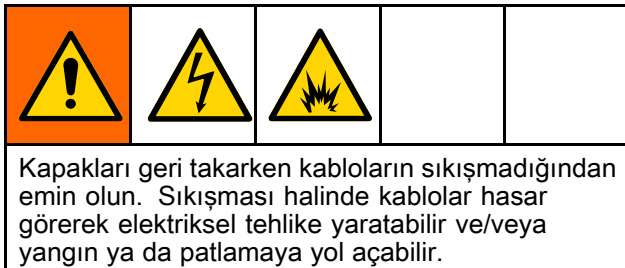 Kapakları geri takarken kabloların sıkışmadığından
emin olun.  Sıkışması halinde kablolar hasar
görerek elektriksel tehlike yaratabilir ve/veya
yangın ya da patlamaya yol açabilir.